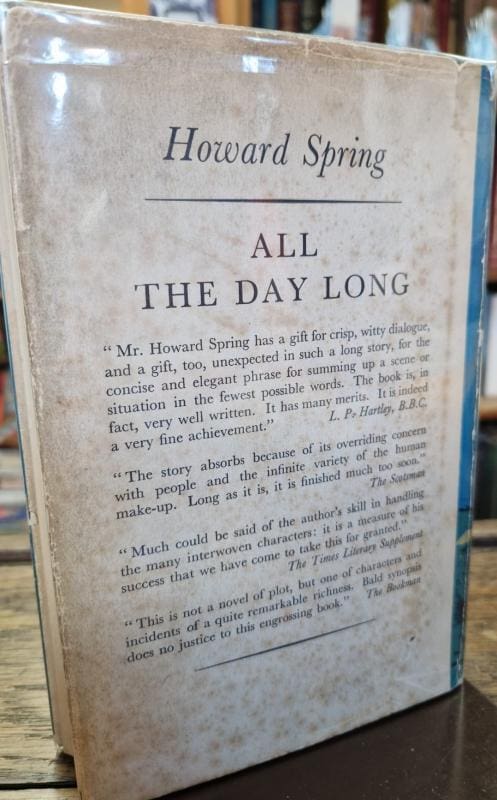 Howard Spring
ALL
THE DAY LONG
“ Mr. Howard Spring has a gift for crisp, witty dialogue,
and a gift, too, unexpected in such a long story, for the
concise and elegant phrase for summing up a scene or
situation in the fewest possible words. The book is, in
fact, very well written. It has many merits. It is indeed
a very fine achievement.” L. P. Hartley, B.B.C.
“ The story absorbs because of its overriding concern
with people and the infinite variety of the human
make-up. Long as it is, it is finished much too soon.”
The Scotsman
“ Much could be said of the author’s skill in handling
the many interwoven characters: it is a measure of his
success that we have come to take this for granted.”
The Times Literary Supplement
“ This is not a novel of plot, but one of characters and
incidents of a quite remarkable richness. Bald synopsis
does no justice to this engrossing book.” The Bookman